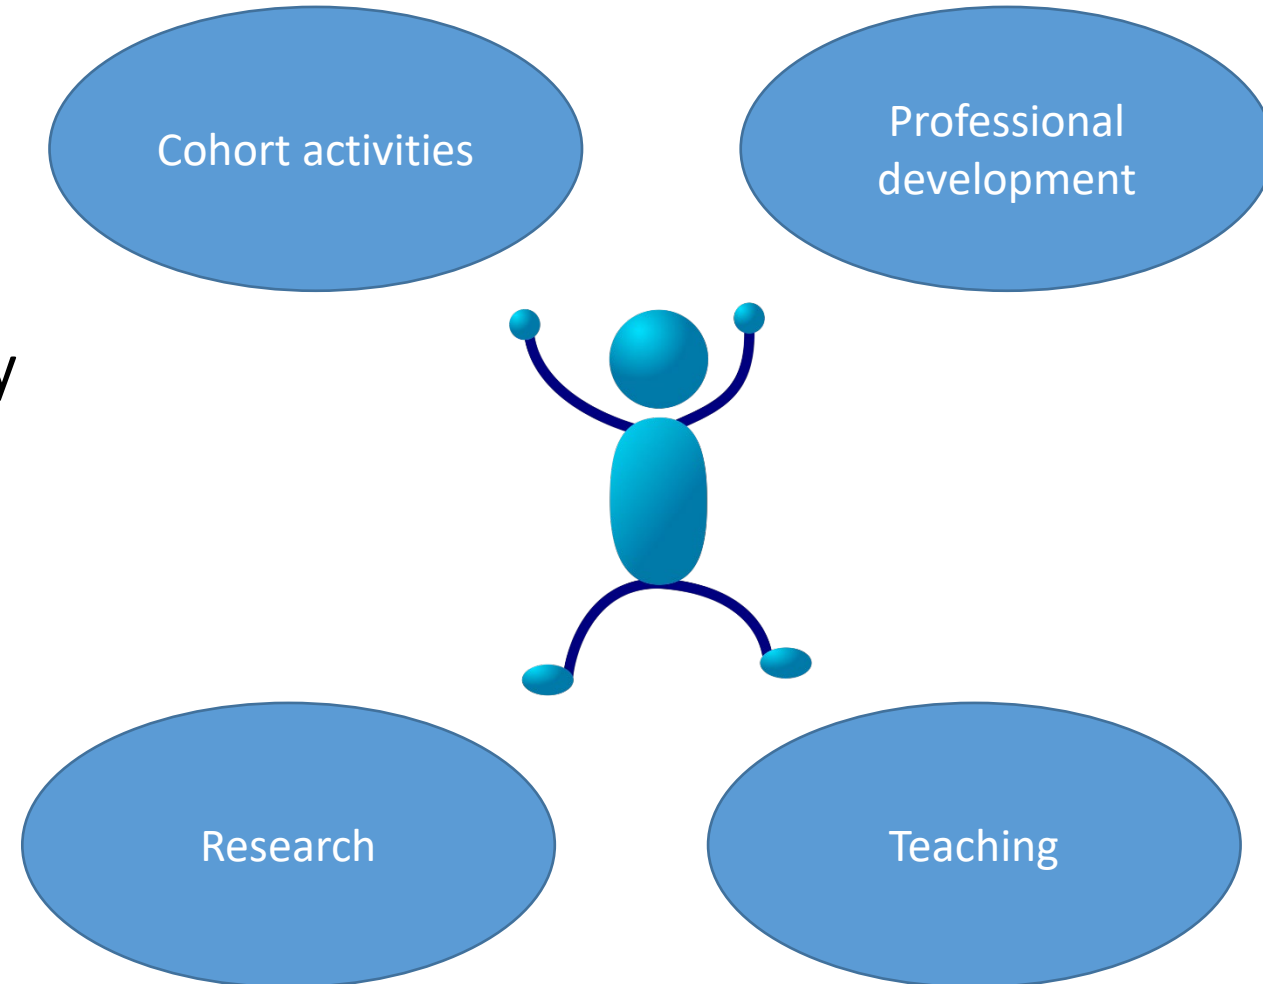 Cohort activities
Professional
development
y
Research
Teaching